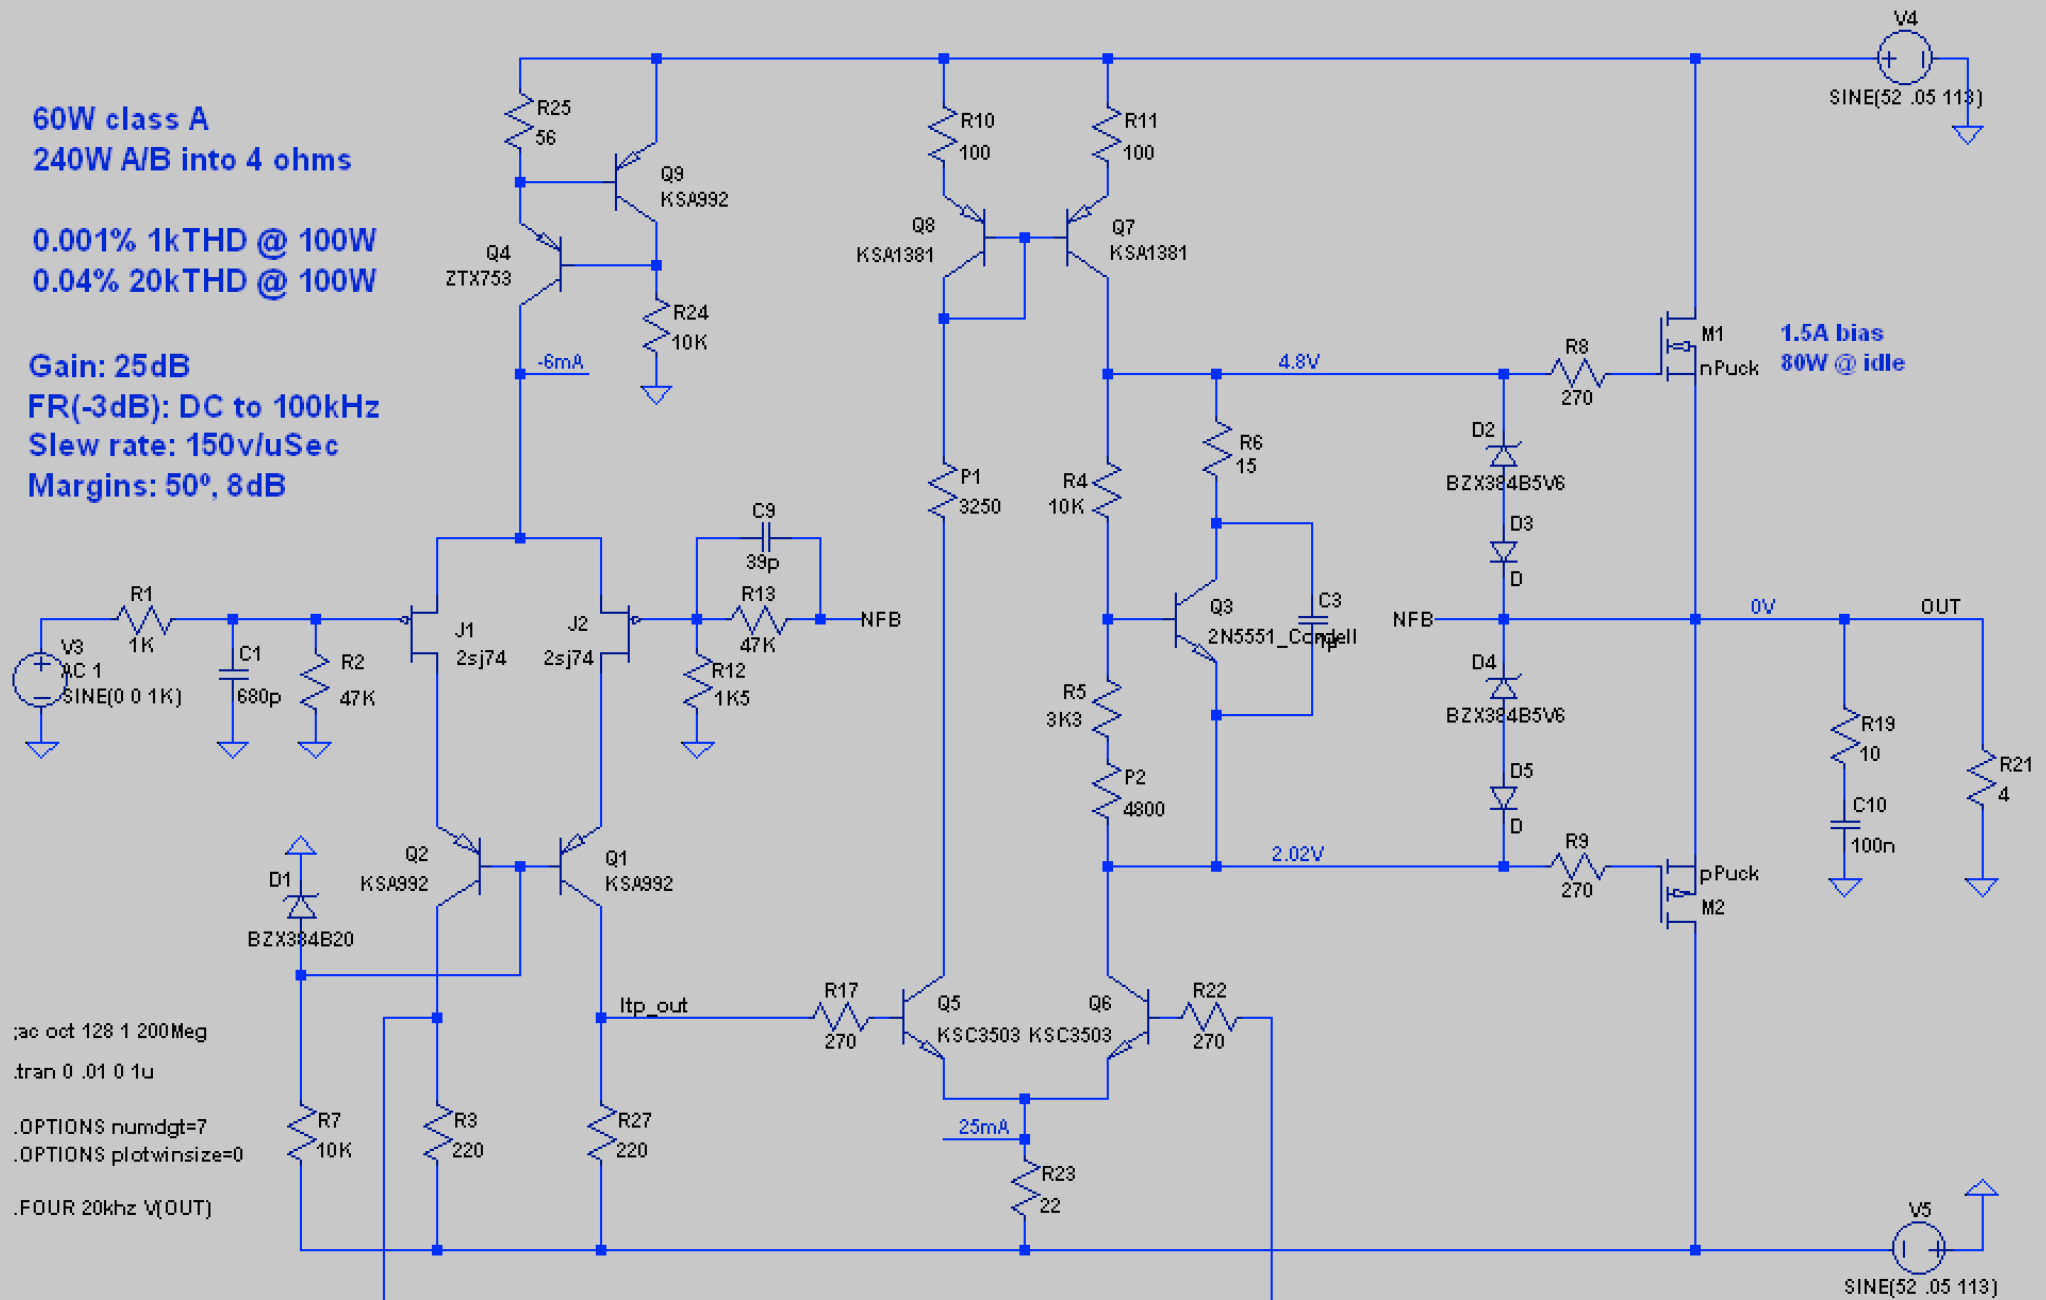 V4
SINE(52 .05 113)
60W class A
240W A/B into 4 ohms
0.001% 1kTHD @ 100W
0.04% 20kTHD @ 100W
Gain: 25dB
FR(-3dB): DC to 100kHz
Slew rate: 150v/uSec
Margins: 50º, 8dB
R25
56
Q9
KSA992
Q4
ZTX753
R24
10K
-6mA
R10
100
R11
100
Q8
KSA1381
Q7
KSA1381
4.8V
R8
270
M1
nPuck
1.5A bias
80W @ idle
P1
3250
R4
10K
R6
15
D2
BZX384B5V6
D3
D
C9
39p
R13
47K
NFB
R1
1K
V3
AC 1
SINE(0 0 1K)
C1
680p
R2
47K
J1
2sj74
J2
2sj74
R12
1K5
Q3
2N5551_Cordell
C3
NFB
0V
OUT
D4
BZX384B5V6
D5
D
R5
3K3
P2
4800
R19
10
C10
100n
R21
4
D1
BZX384B20
Q2
KSA992
Q1
KSA992
2.02V
R9
270
pPuck
M2
ltp_out
R17
270
Q5
KSC3503
Q6
KSC3503
R22
270
;ac oct 128 1 200Meg
.tran 0 .01 0 1u
.OPTIONS numdgt=7
.OPTIONS plotwinsize=0
.FOUR 20khz V(OUT)
R7
10K
R3
220
R27
220
25mA
R23
22
V5
SINE(52 .05 113)